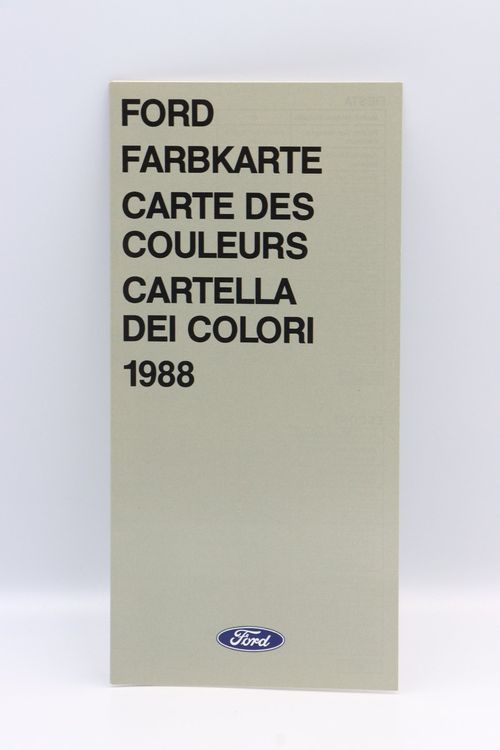 FORD
FARBKARTE
CARTE DES
COULEURS
CARTELLA
DEI COLORI
1988
Ford